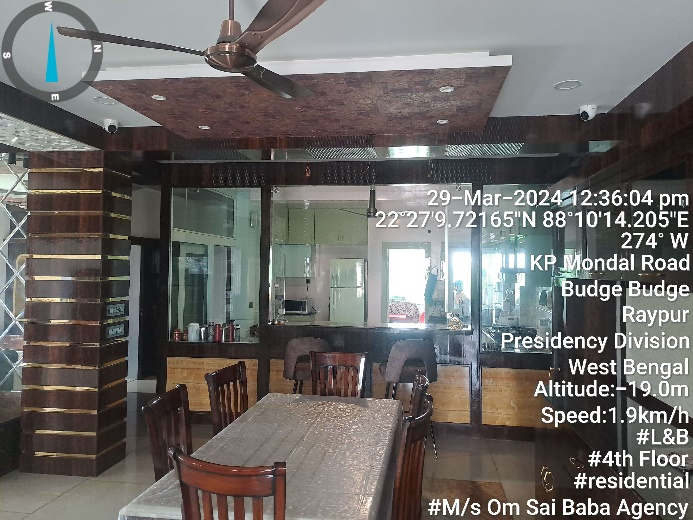 W
N
S
E
29-Mar-2024 12:36:04 pm
22°27'9.72165"N 88°10'14.205"E
274° W
KP Mondal Road
Budge Budge
Raypur
Presidency Division
West Bengal
Altitude:-19.0m
Speed:1.9km/h
#L&B
#4th Floor
#residential
#M/s Om Sai Baba Agency